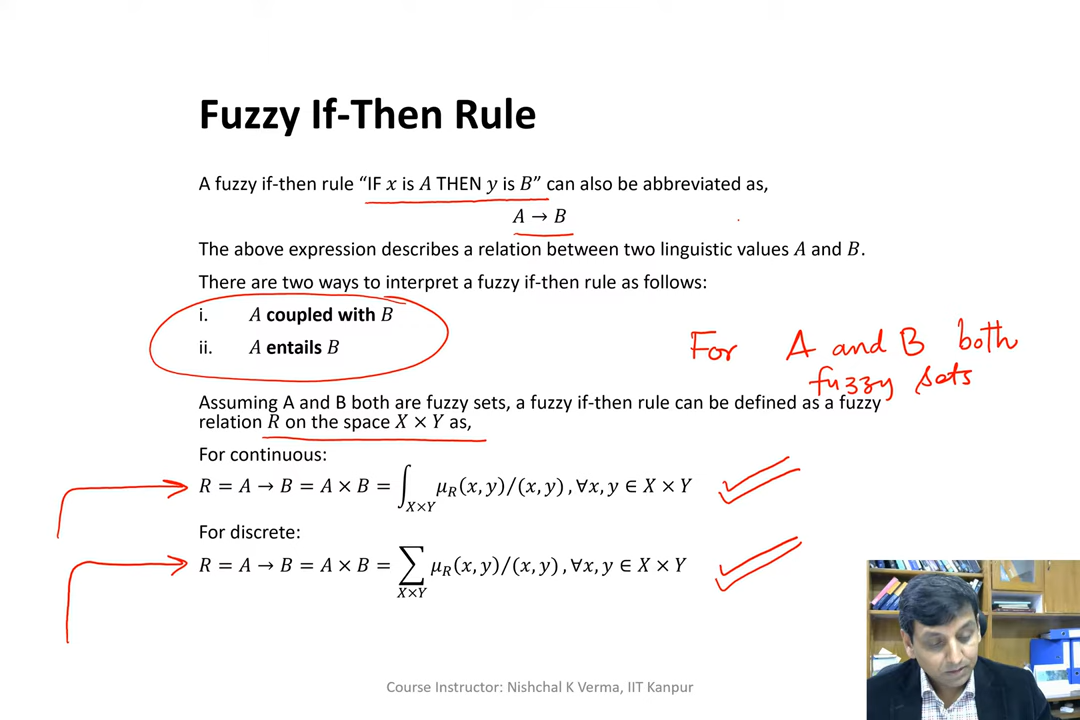 Fuzzy If-Then Rule
A fuzzy if-then rule “IF x is A THEN y is B” can also be abbreviated as,
A → B
The above expression describes a relation between two linguistic values A and B.
There are two ways to interpret a fuzzy if-then rule as follows:
i. A coupled with B
ii. A entails B
For A and B both
fuzzy sets
Assuming A and B both are fuzzy sets, a fuzzy if-then rule can be defined as a fuzzy
relation R on the space X × Y as,
For continuous:
R = A → B = A × B = ∫_{X×Y} μ_R(x, y)/(x, y), ∀x, y ∈ X × Y
For discrete:
R = A → B = A × B = ∑_{X×Y} μ_R(x, y)/(x, y), ∀x, y ∈ X × Y
Course Instructor: Nishchal K Verma, IIT Kanpur